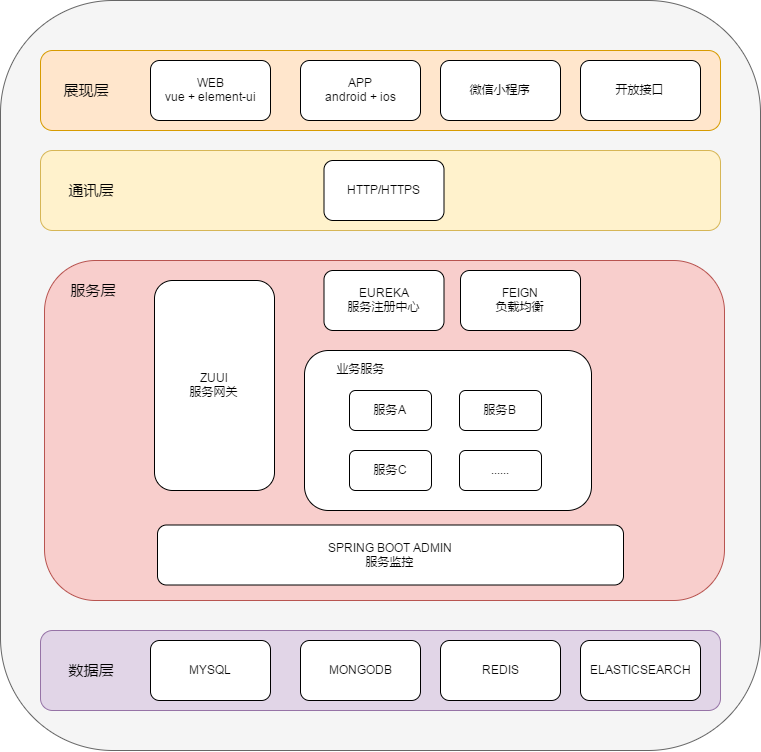 展现层
WEB
vue + element-ui
APP
android + ios
微信小程序
开放接口
通讯层
HTTP/HTTPS
服务层
ZUUI
服务网关
EUREKA
服务注册中心
FEIGN
负载均衡
业务服务
服务A
服务B
服务C
......
SPRING BOOT ADMIN
服务监控
数据层
MYSQL
MONGODB
REDIS
ELASTICSEARCH